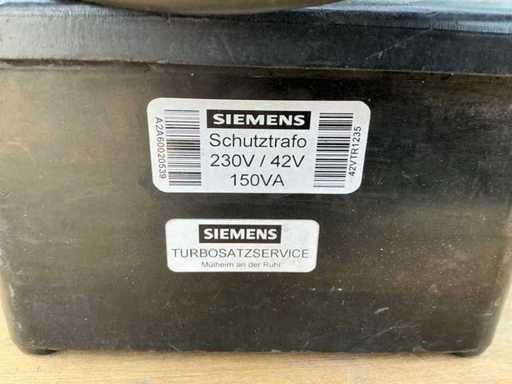 SIEMENS
Schutztrafo
230V / 42V
150VA
A2A60020539
42VTR1235
SIEMENS
TURBOSATZSERVICE
Mülheim an der Ruhr